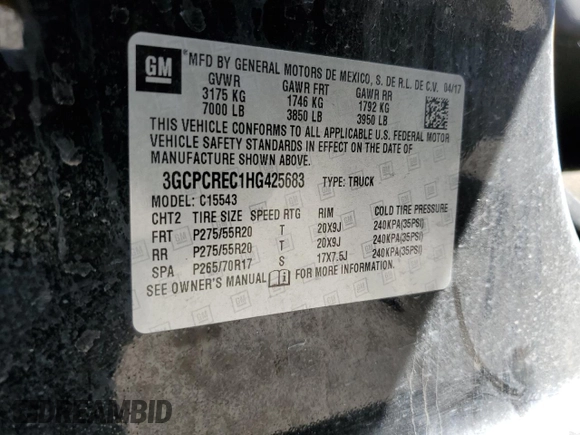 GM
®MFD BY GENERAL MOTORS DE MEXICO, S. DE R.L. DE C.V. 04/17
GVWR GAWR FRT GAWR RR
3175 KG 1746 KG 1792 KG
7000 LB 3850 LB 3950 LB
THIS VEHICLE CONFORMS TO ALL APPLICABLE U.S. FEDERAL MOTOR
VEHICLE SAFETY STANDARDS IN EFFECT ON THE DATE OF
MANUFACTURE SHOWN ABOVE.
3GCPCREC1HG425683 TYPE: TRUCK
MODEL: C15543
CHT2 TIRE SIZE SPEED RTG RIM COLD TIRE PRESSURE
FRT P275/55R20 T 20X9J 240KPA(35PSI)
RR P275/55R20 T 20X9J 240KPA(35PSI)
SPA P265/70R17 S 17X7.5J 240KPA(35PSI)
SEE OWNER'S MANUAL FOR MORE INFORMATION.
DREAMBID